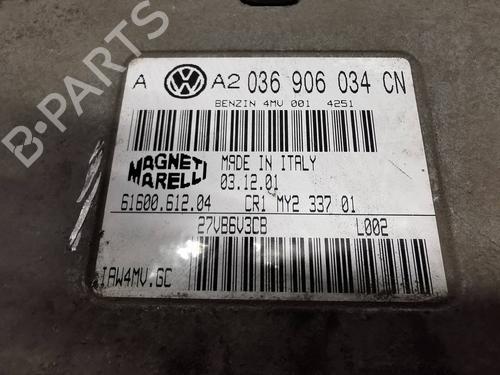 A A2 036 906 034 CN
BENZIN 4MV 001 4251
MAGNETI MARELLI
MADE IN ITALY
03.12.01
61600.612.04 CR1 MY2 337 01
27VB6V3CB L002
IAW4MV.GC
B-PARTS